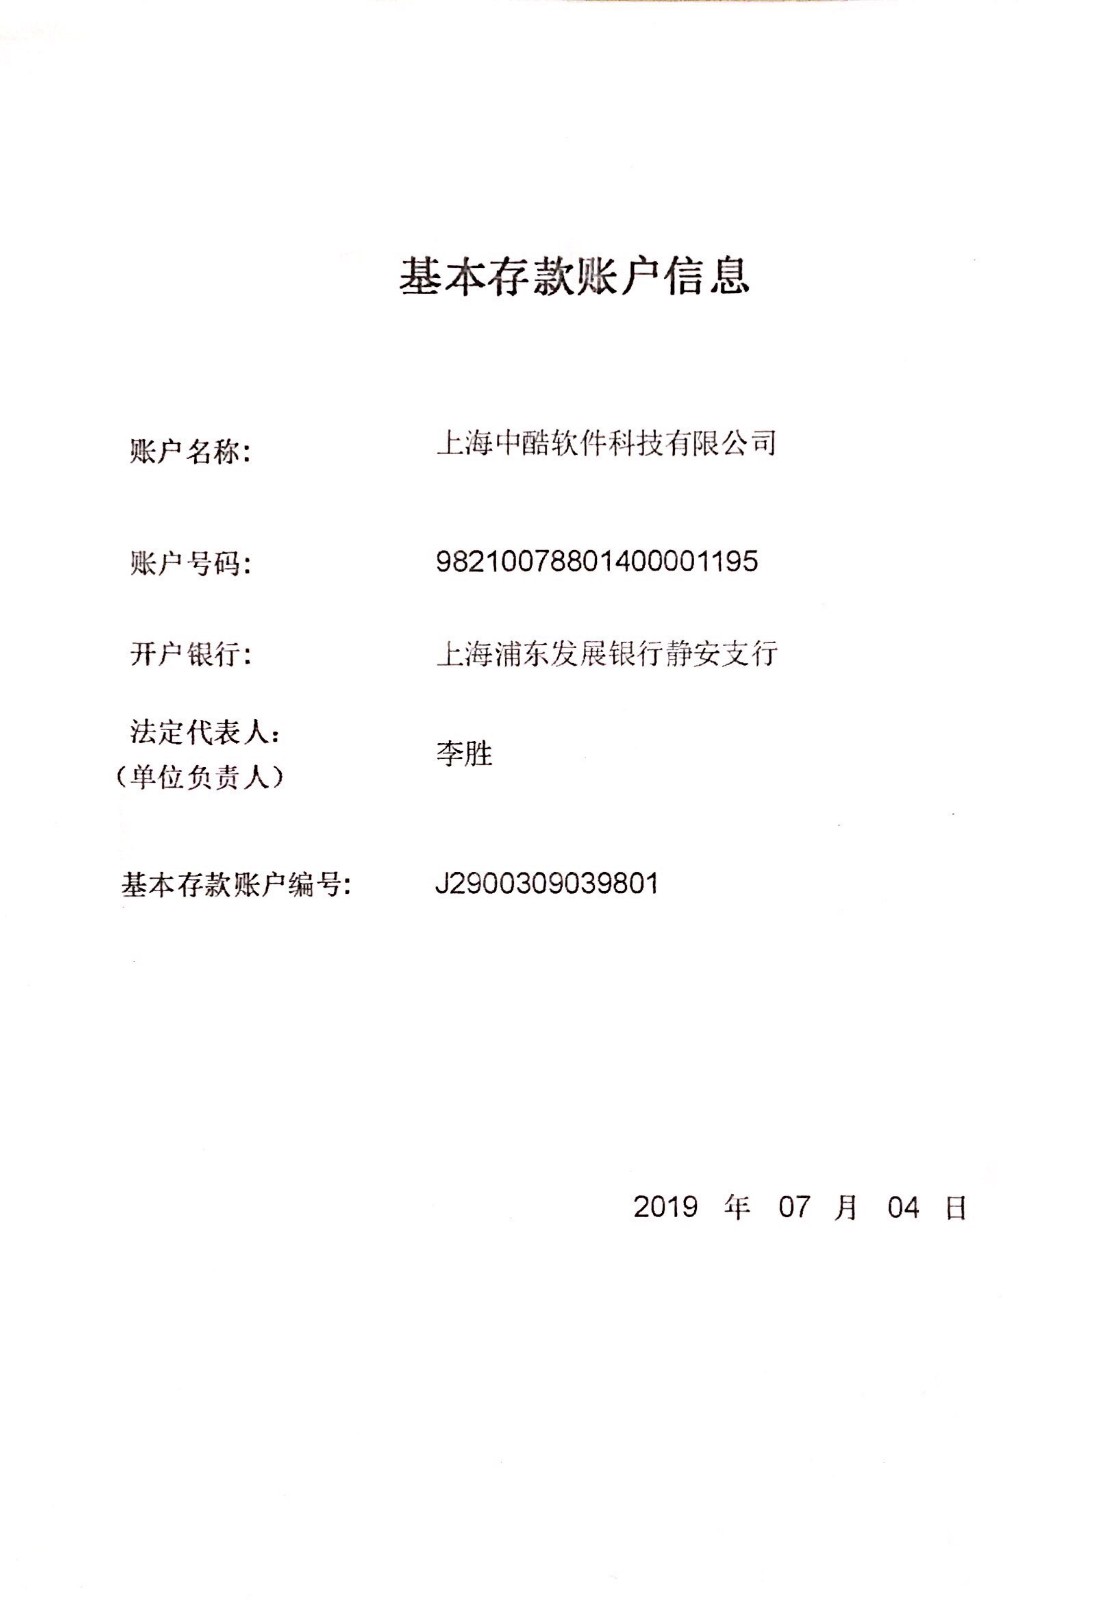 基本存款账户信息
账户名称: 上海中酷软件科技有限公司
账户号码: 98210078801400001195
开户银行: 上海浦东发展银行静安支行
法定代表人: 李胜
（单位负责人）
基本存款账户编号: J2900309039801
2019 年 07 月 04 日